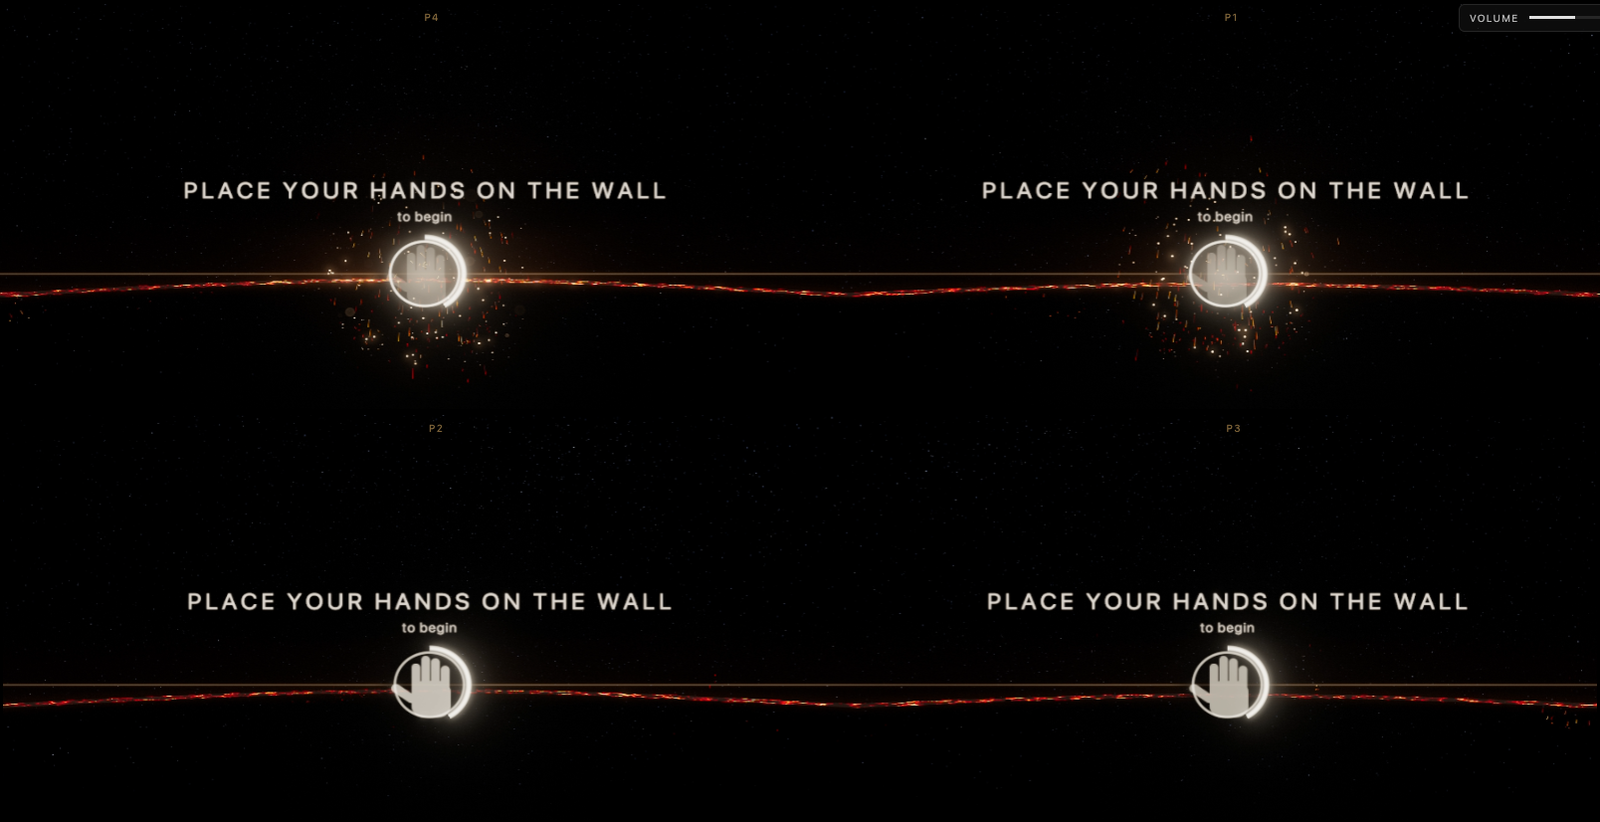 P4
P1
VOLUME
PLACE YOUR HANDS ON THE WALL
to begin
PLACE YOUR HANDS ON THE WALL
to begin
P2
P3
PLACE YOUR HANDS ON THE WALL
to begin
PLACE YOUR HANDS ON THE WALL
to begin